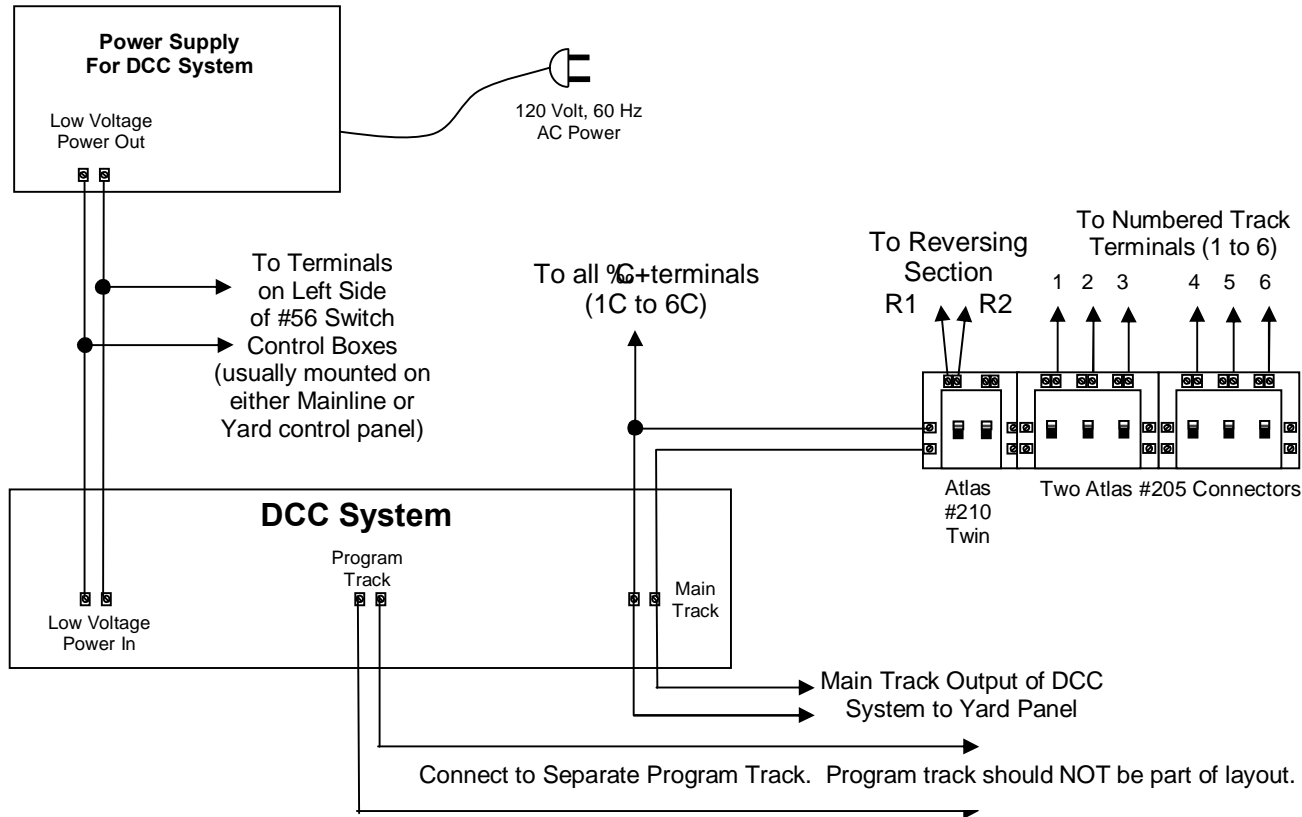 Power Supply
For DCC System
120 Volt, 60 Hz
AC Power
Low Voltage
Power Out
To Terminals
on Left Side
of #56 Switch
Control Boxes
(usually mounted on
either Mainline or
Yard control panel)
To all ‰C+terminals
(1C to 6C)
To Reversing
Section
R1
R2
To Numbered Track
Terminals (1 to 6)
1 2 3 4 5 6
Atlas
#210
Twin
Two Atlas #205 Connectors
DCC System
Program
Track
Main
Track
Low Voltage
Power In
Main Track Output of DCC
System to Yard Panel
Connect to Separate Program Track. Program track should NOT be part of layout.